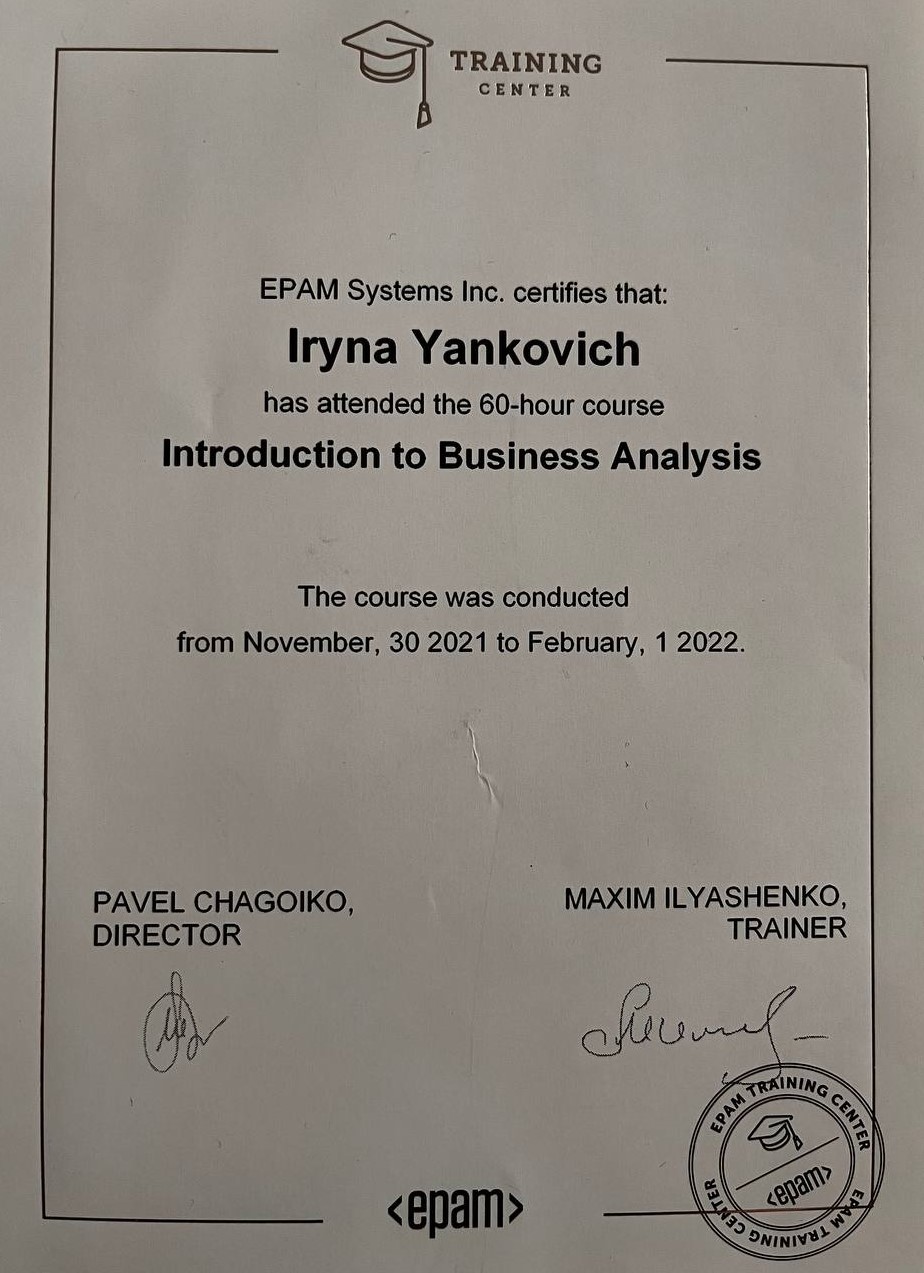 TRAINING
CENTER
EPAM Systems Inc. certifies that:
Iryna Yankovich
has attended the 60-hour course
Introduction to Business Analysis
The course was conducted
from November, 30 2021 to February, 1 2022.
PAVEL CHAGOIKO,
DIRECTOR
MAXIM ILYASHENKO,
TRAINER
EPAM TRAINING CENTER
<epam>
EPAM TRAINING CENTER
<epam>